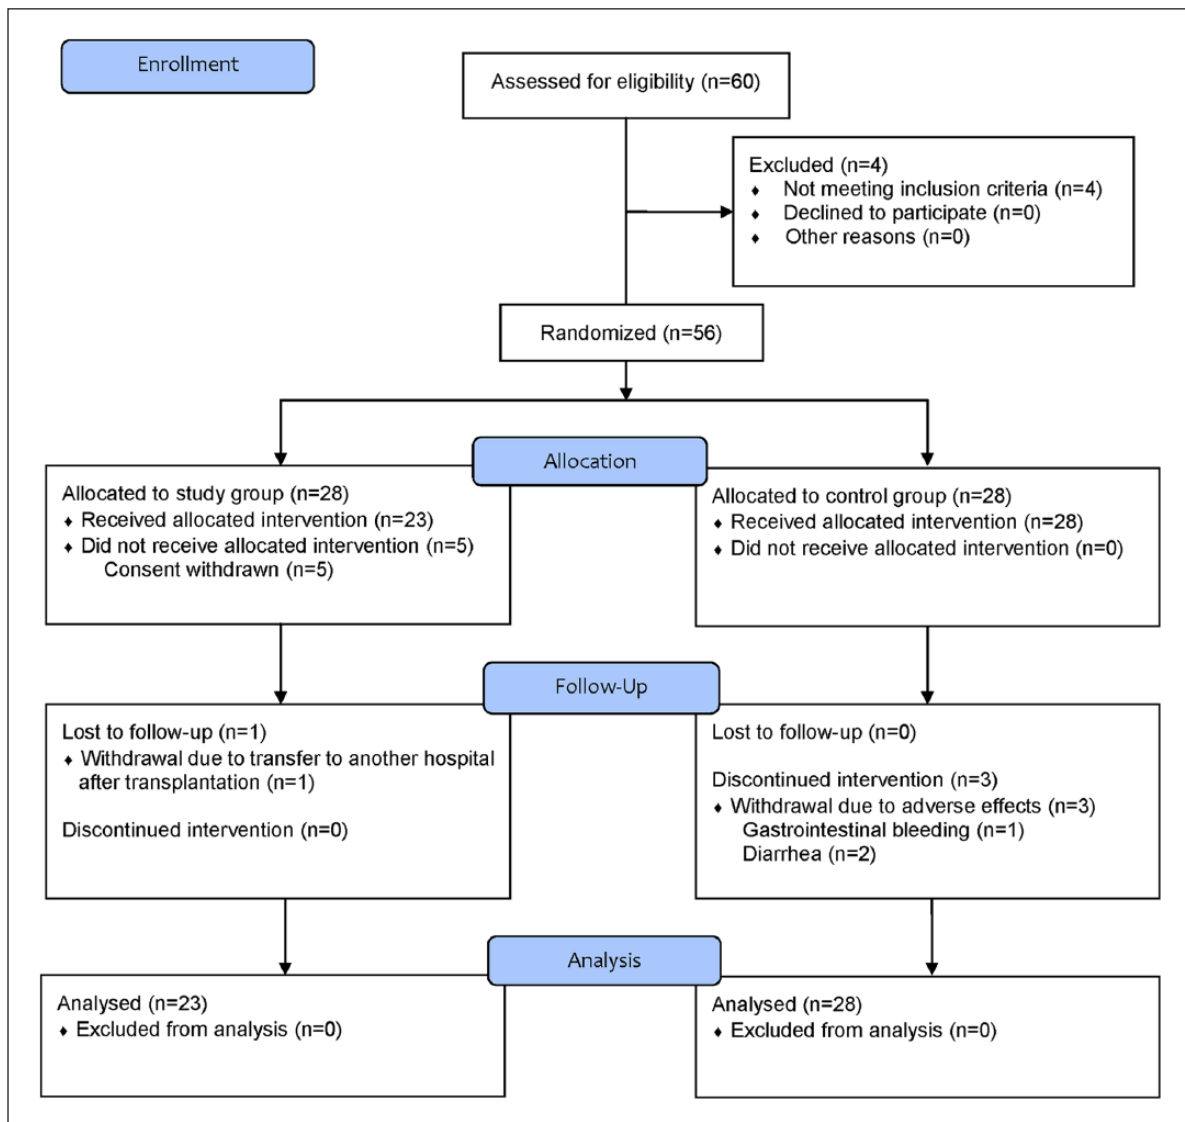 Enrollment
Assessed for eligibility (n=60)
Excluded (n=4)
♦ Not meeting inclusion criteria (n=4)
♦ Declined to participate (n=0)
♦ Other reasons (n=0)
Randomized (n=56)
Allocation
Allocated to study group (n=28)
♦ Received allocated intervention (n=23)
♦ Did not receive allocated intervention (n=5)
Consent withdrawn (n=5)
Allocated to control group (n=28)
♦ Received allocated intervention (n=28)
♦ Did not receive allocated intervention (n=0)
Follow-Up
Lost to follow-up (n=1)
♦ Withdrawal due to transfer to another hospital
after transplantation (n=1)
Discontinued intervention (n=0)
Lost to follow-up (n=0)
Discontinued intervention (n=3)
♦ Withdrawal due to adverse effects (n=3)
Gastrointestinal bleeding (n=1)
Diarrhea (n=2)
Analysis
Analysed (n=23)
♦ Excluded from analysis (n=0)
Analysed (n=28)
♦ Excluded from analysis (n=0)